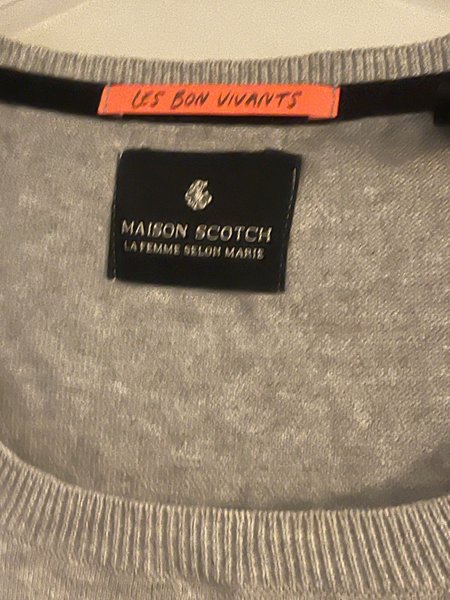 LES BON VIVANTS
MAISON SCOTCH
LA FEMME SELON MARIE